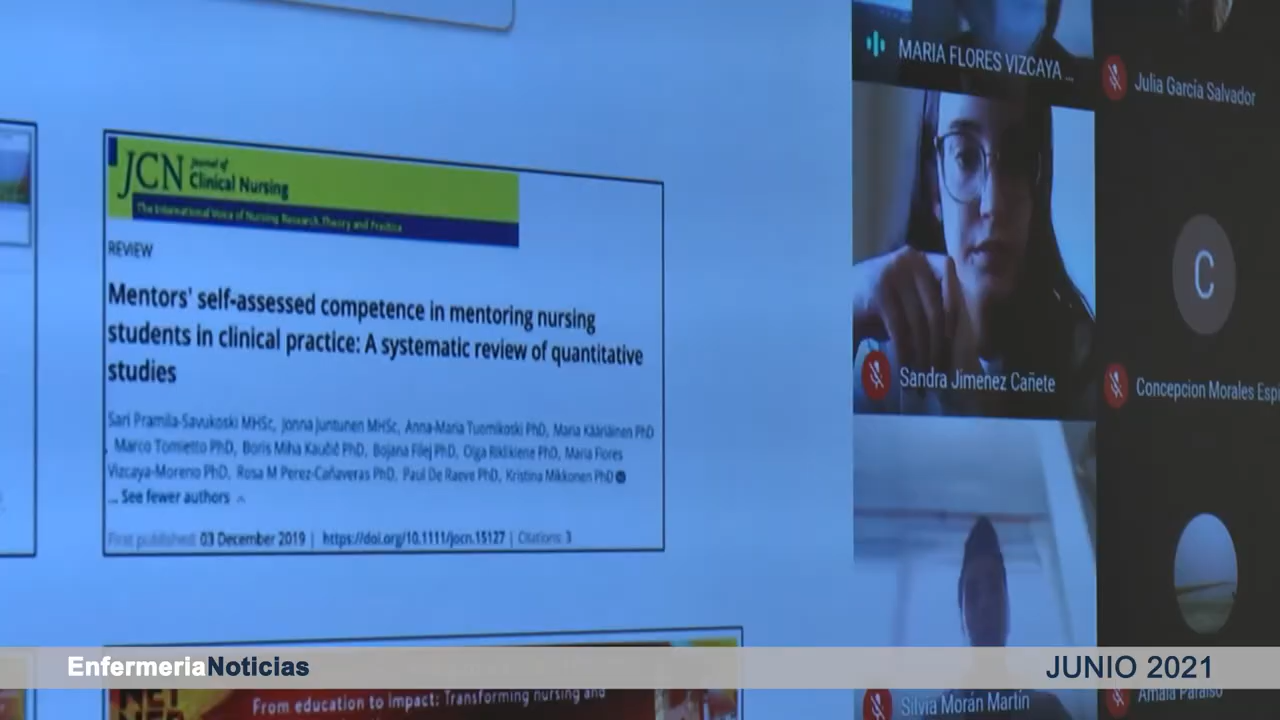 JCN Journal of
Clinical Nursing
The International Voice of Nursing Research, Theory and Practice
REVIEW
Mentors' self-assessed competence in mentoring nursing
students in clinical practice: A systematic review of quantitative
studies
Sari Pramila-Savukoski MHSc, Jonna Juntunen MHSc, Anna-Maria Tuomikoski PhD, Maria Kääriäinen PhD
, Marco Tomietto PhD, Boris Miha Kaučič PhD, Bojana Filej PhD, Olga Riklikiene PhD, Maria Flores
Vizcaya-Moreno PhD, Rosa M Perez-Cañaveras PhD, Paul De Raeve PhD, Kristina Mikkonen PhD
... See fewer authors
First published: 03 December 2019 | https://doi.org/10.1111/jocn.15127 | Citations: 3
From education to impact: Transforming nursing and
MARIA FLORES VIZCAYA ...
Julia García Salvador
Sandra Jimenez Cañete
C
Concepcion Morales Espi
Silvia Morán Martín
Amaia Paraiso
EnfermeriaNoticias
JUNIO 2021